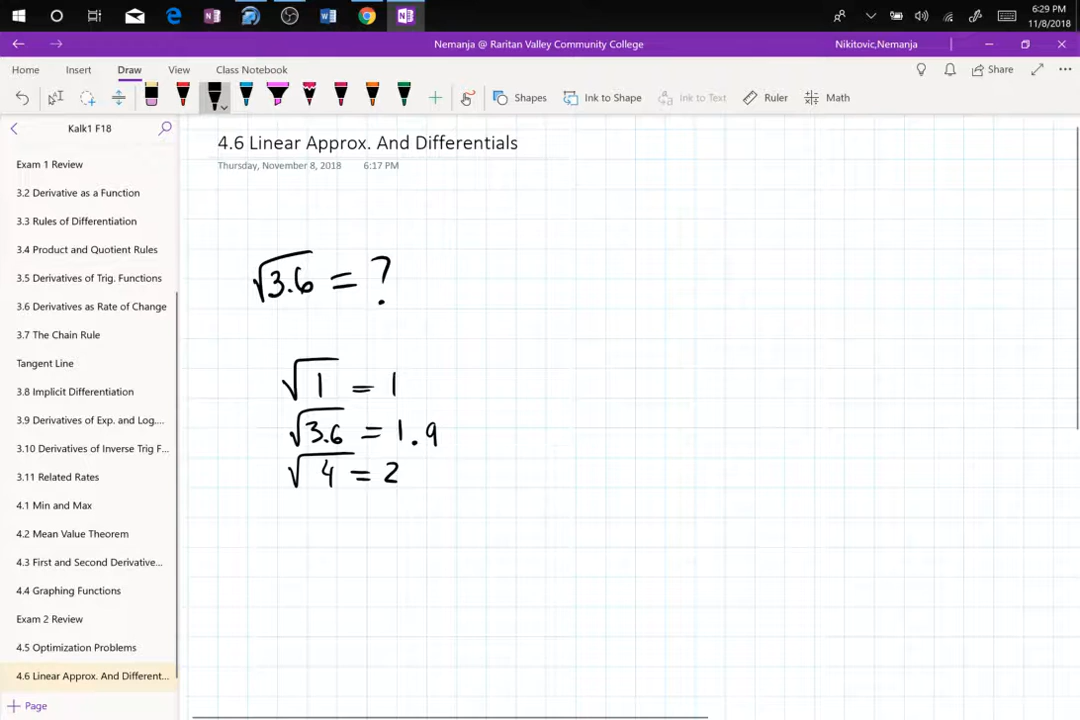 6:29 PM
11/8/2018
Nemanja @ Raritan Valley Community College
Nikitovic,Nemanja
Home Insert Draw View Class Notebook
Share
Shapes Ink to Shape Ink to Text Ruler Math
Kalk1 F18
Exam 1 Review
3.2 Derivative as a Function
3.3 Rules of Differentiation
3.4 Product and Quotient Rules
3.5 Derivatives of Trig. Functions
3.6 Derivatives as Rate of Change
3.7 The Chain Rule
Tangent Line
3.8 Implicit Differentiation
3.9 Derivatives of Exp. and Log....
3.10 Derivatives of Inverse Trig F...
3.11 Related Rates
4.1 Min and Max
4.2 Mean Value Theorem
4.3 First and Second Derivative...
4.4 Graphing Functions
Exam 2 Review
4.5 Optimization Problems
4.6 Linear Approx. And Different...
+ Page
4.6 Linear Approx. And Differentials
Thursday, November 8, 2018 6:17 PM
√3.6 = ?
√1 = 1
√3.6 = 1.9
√4 = 2